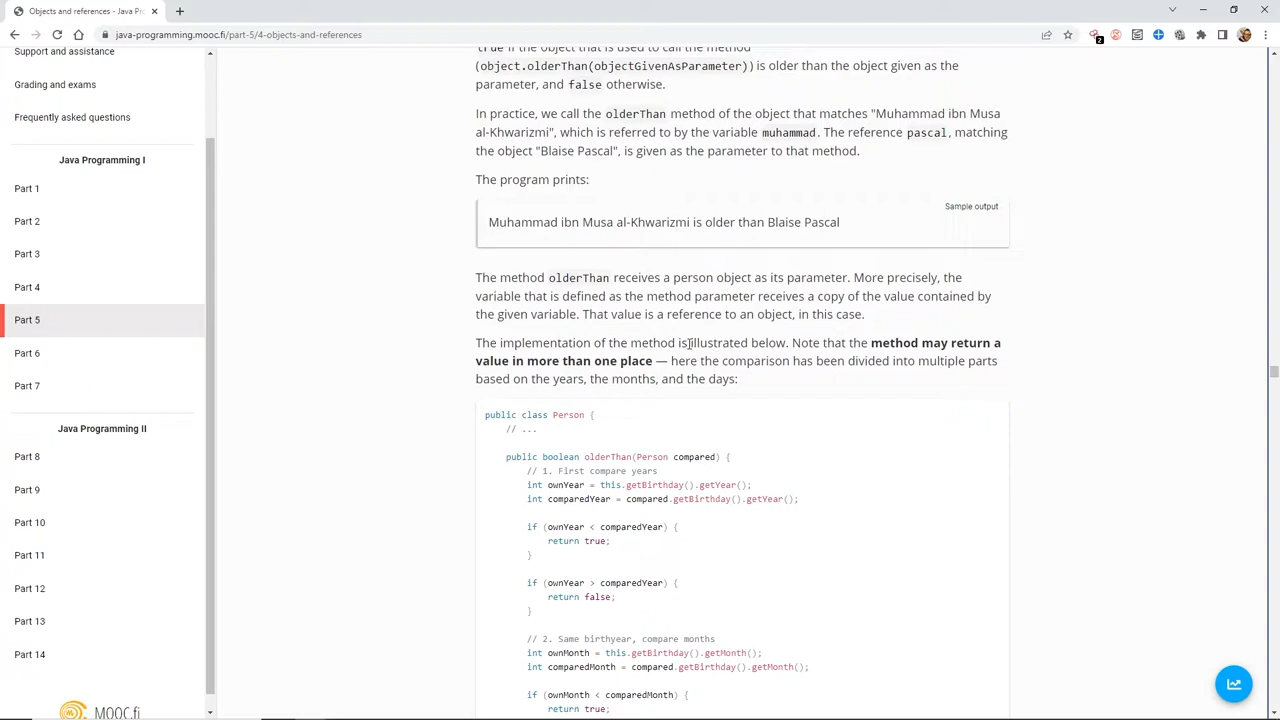 Objects and references - Java Pro
java-programming.mooc.fi/part-5/4-objects-and-references
2
Support and assistance
Grading and exams
Frequently asked questions
Java Programming I
Part 1
Part 2
Part 3
Part 4
Part 5
Part 6
Part 7
Java Programming II
Part 8
Part 9
Part 10
Part 11
Part 12
Part 13
Part 14
MOOC.fi
true if the object that is used to call the method
(object.olderThan(objectGivenAsParameter)) is older than the object given as the
parameter, and false otherwise.
In practice, we call the olderThan method of the object that matches "Muhammad ibn Musa
al-Khwarizmi", which is referred to by the variable muhammad. The reference pascal, matching
the object "Blaise Pascal", is given as the parameter to that method.
The program prints:
Sample output
Muhammad ibn Musa al-Khwarizmi is older than Blaise Pascal
The method olderThan receives a person object as its parameter. More precisely, the
variable that is defined as the method parameter receives a copy of the value contained by
the given variable. That value is a reference to an object, in this case.
The implementation of the method is illustrated below. Note that the method may return a
value in more than one place — here the comparison has been divided into multiple parts
based on the years, the months, and the days:
public class Person {
// ...
public boolean olderThan(Person compared) {
// 1. First compare years
int ownYear = this.getBirthday().getYear();
int comparedYear = compared.getBirthday().getYear();
if (ownYear < comparedYear) {
return true;
}
if (ownYear > comparedYear) {
return false;
}
// 2. Same birthyear, compare months
int ownMonth = this.getBirthday().getMonth();
int comparedMonth = compared.getBirthday().getMonth();
if (ownMonth < comparedMonth) {
return true;